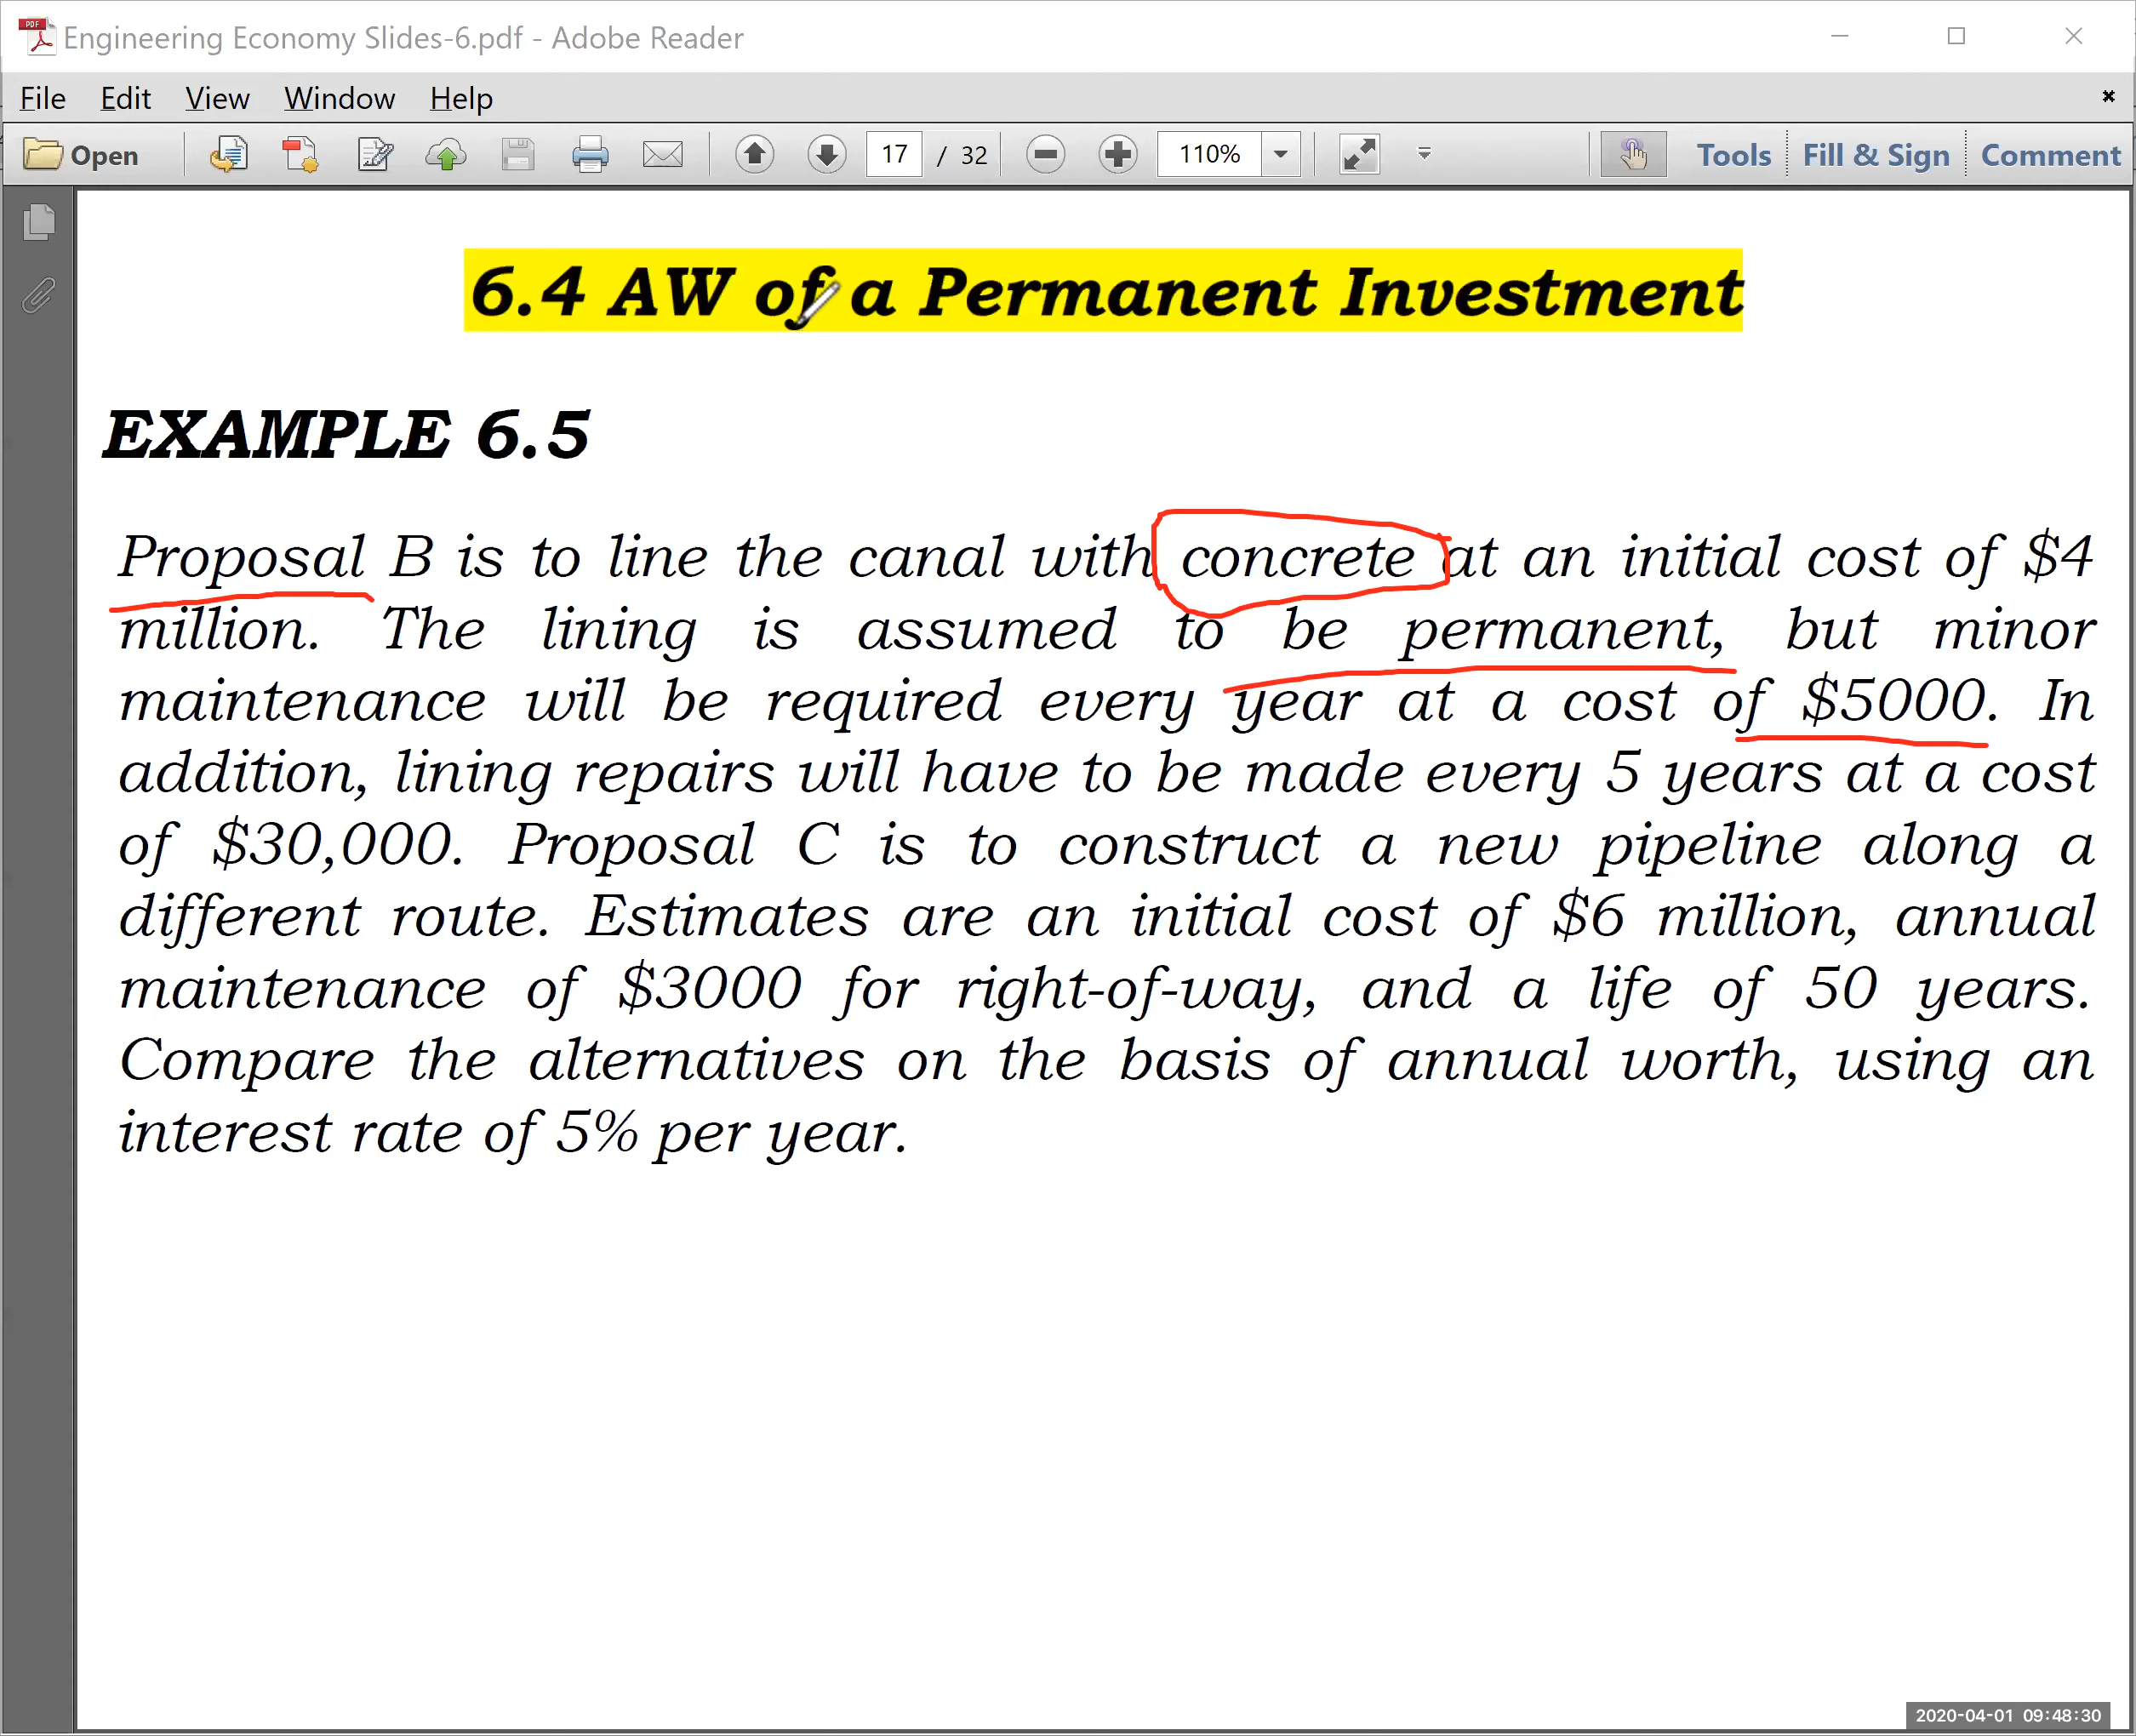 Engineering Economy Slides-6.pdf - Adobe Reader
File Edit View Window Help
Open 17 / 32 110% Tools Fill & Sign Comment
6.4 AW of a Permanent Investment
EXAMPLE 6.5
Proposal B is to line the canal with concrete at an initial cost of $4
million. The lining is assumed to be permanent, but minor
maintenance will be required every year at a cost of $5000. In
addition, lining repairs will have to be made every 5 years at a cost
of $30,000. Proposal C is to construct a new pipeline along a
different route. Estimates are an initial cost of $6 million, annual
maintenance of $3000 for right-of-way, and a life of 50 years.
Compare the alternatives on the basis of annual worth, using an
interest rate of 5% per year.
2020-04-01 09:48:30